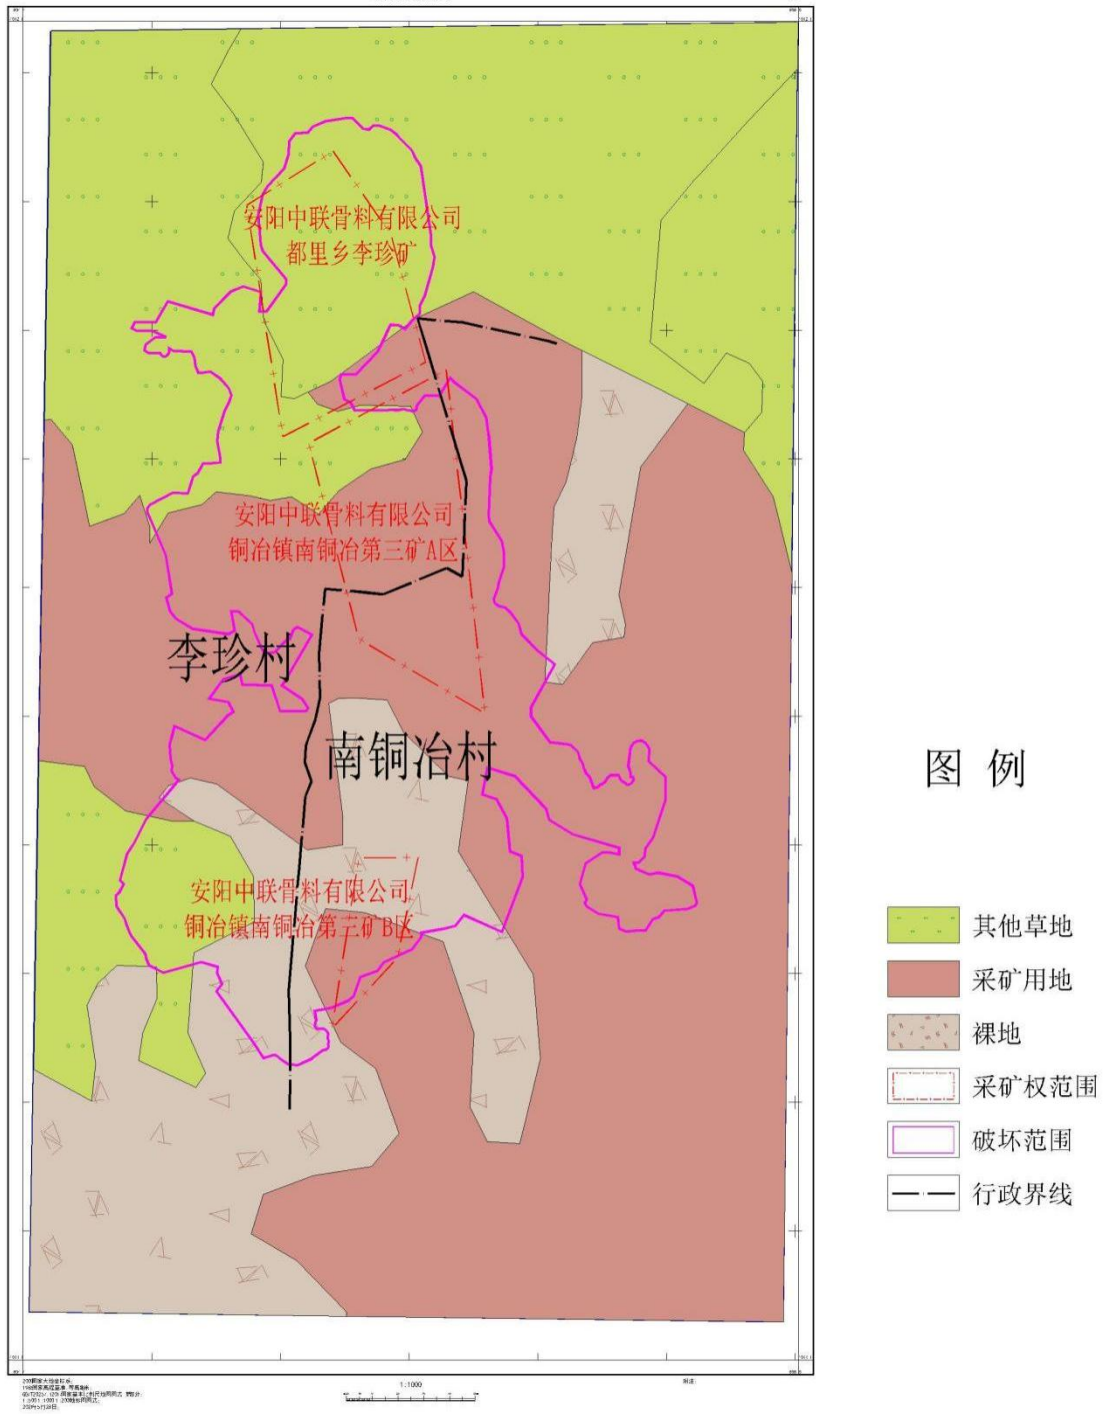 安阳中联骨料有限公司
都里乡李珍矿
安阳中联骨料有限公司
铜冶镇南铜冶第三矿A区
李珍村
南铜冶村
安阳中联骨料有限公司
铜冶镇南铜冶第三矿B区
图 例
其他草地
采矿用地
裸地
采矿权范围
破坏范围
行政界线
1:1000
附注: